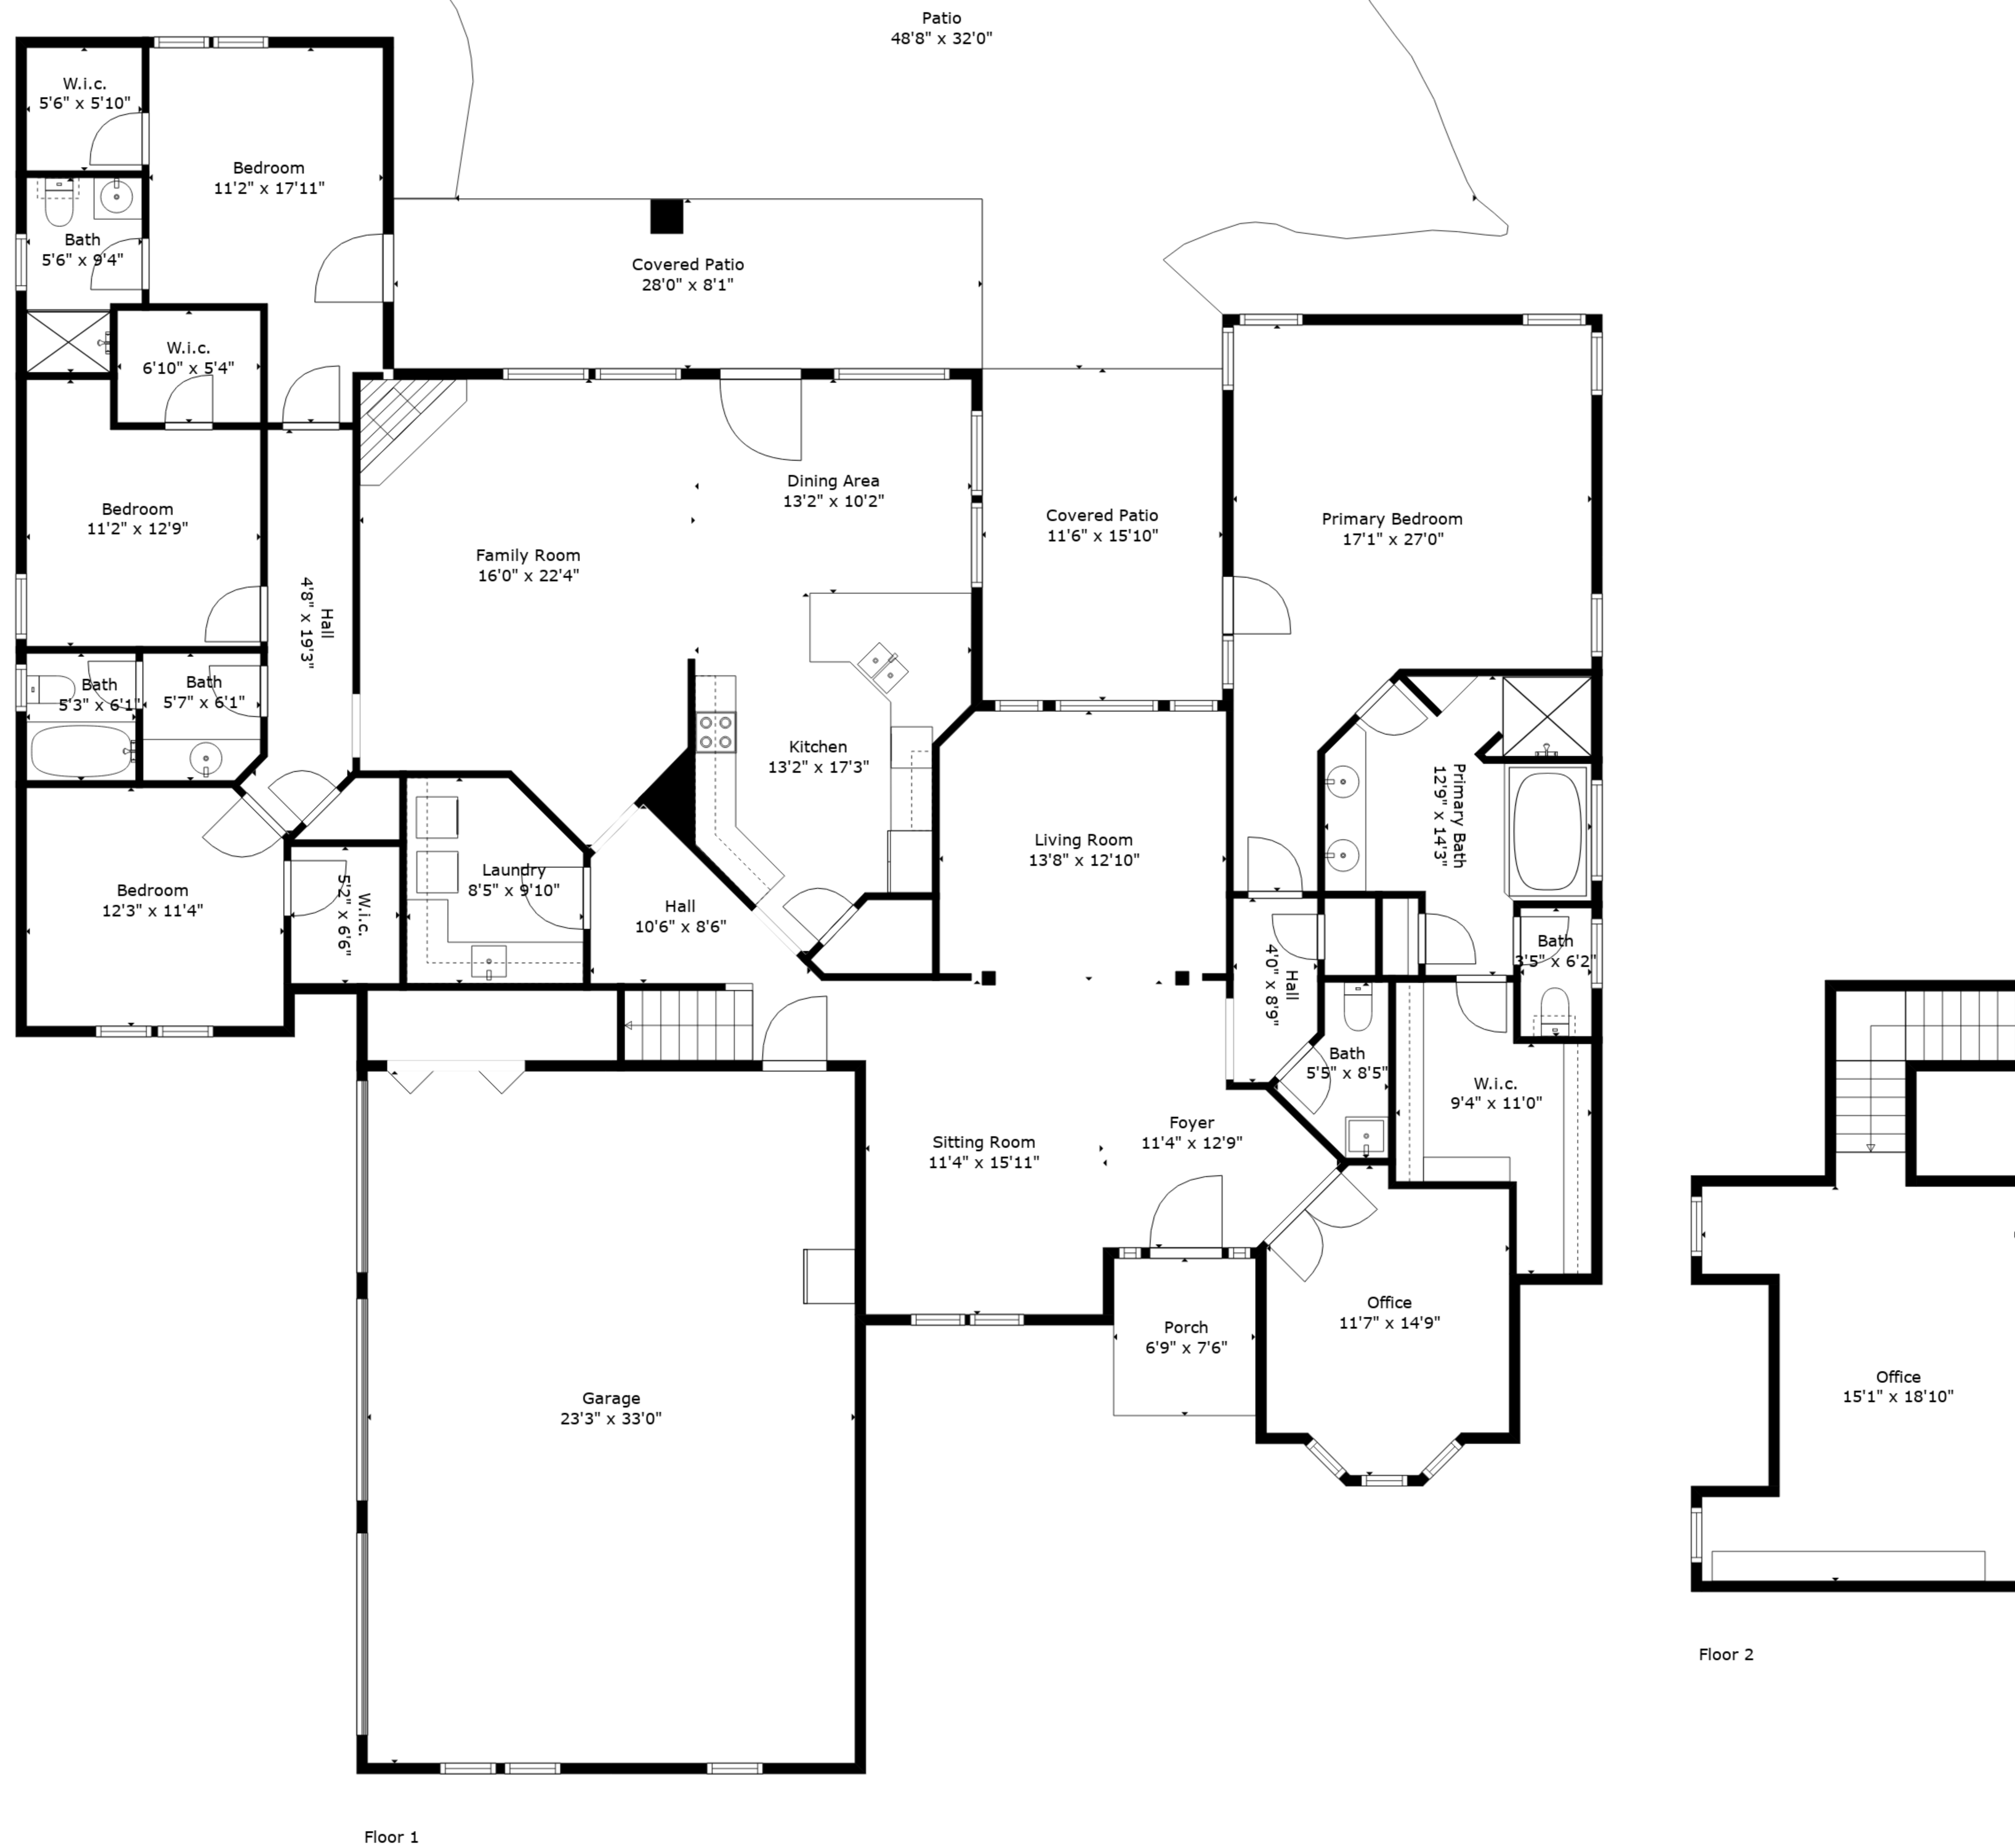 Patio
48'8" x 32'0"
W.i.c.
5'6" x 5'10"
Bedroom
11'2" x 17'11"
Bath
5'6" x 9'4"
Covered Patio
28'0" x 8'1"
W.i.c.
6'10" x 5'4"
Bedroom
11'2" x 12'9"
Hall
4'8" x 19'3"
Family Room
16'0" x 22'4"
Dining Area
13'2" x 10'2"
Covered Patio
11'6" x 15'10"
Primary Bedroom
17'1" x 27'0"
Bath
5'3" x 6'1"
Bath
5'7" x 6'1"
Kitchen
13'2" x 17'3"
Living Room
13'8" x 12'10"
Primary Bath
12'9" x 14'3"
Bedroom
12'3" x 11'4"
W.i.c.
5'2" x 6'6"
Laundry
8'5" x 9'10"
Hall
10'6" x 8'6"
Hall
4'0" x 8'9"
Bath
3'5" x 6'2"
Bath
5'5" x 8'5"
W.i.c.
9'4" x 11'0"
Sitting Room
11'4" x 15'11"
Foyer
11'4" x 12'9"
Office
11'7" x 14'9"
Porch
6'9" x 7'6"
Garage
23'3" x 33'0"
Office
15'1" x 18'10"
Floor 2
Floor 1